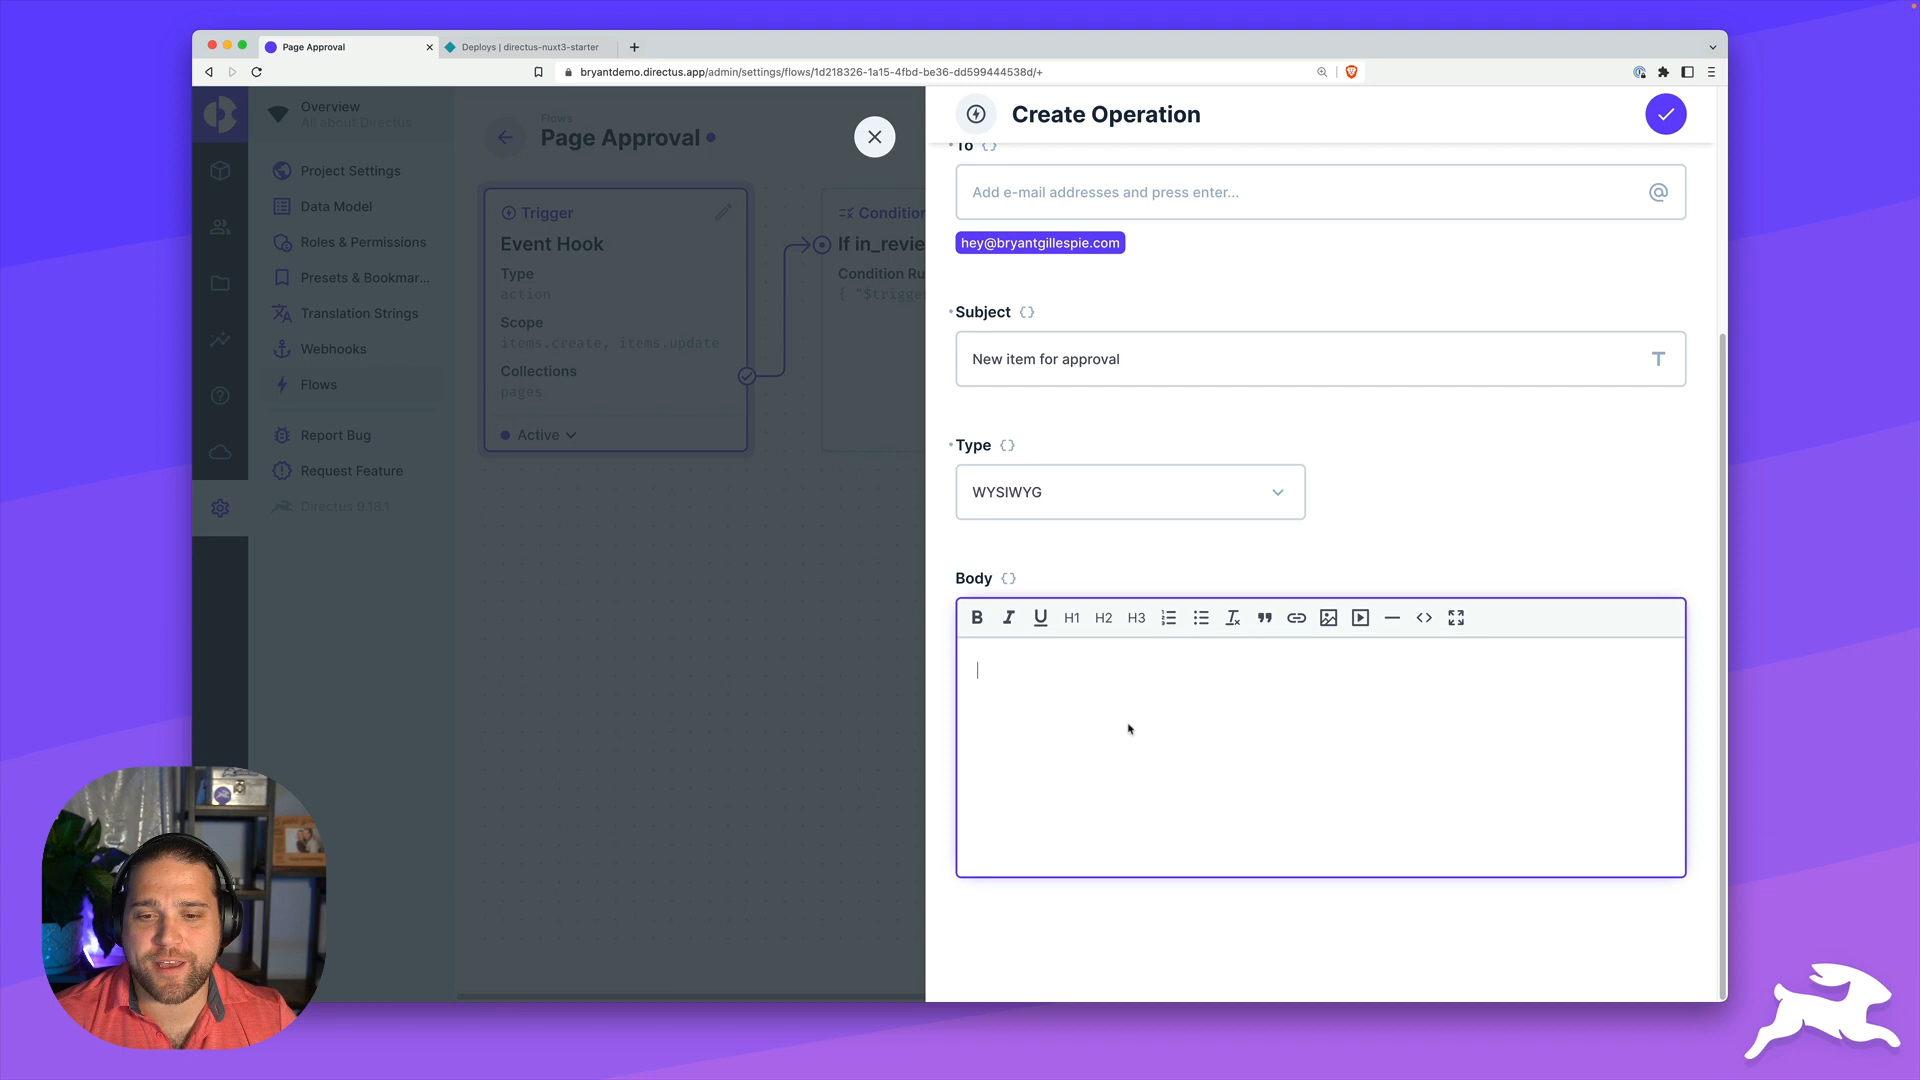 Page Approval
Deploys | directus-nuxt3-starter
bryantdemo.directus.app/admin/settings/flows/1d218326-1a15-4fbd-be36-dd599444538d/+
Overview
All about Directus
Project Settings
Data Model
Roles & Permissions
Presets & Bookmar...
Translation Strings
Webhooks
Flows
Report Bug
Request Feature
Directus 9.18.1
Flows
Page Approval
Trigger
Event Hook
Type
action
Scope
items.create, items.update
Collections
pages
Active
Condition
If in_revie
Condition Ru
{ "$trigge
Create Operation
To
Add e-mail addresses and press enter...
hey@bryantgillespie.com
Subject
New item for approval
Type
WYSIWYG
Body
H1 H2 H3